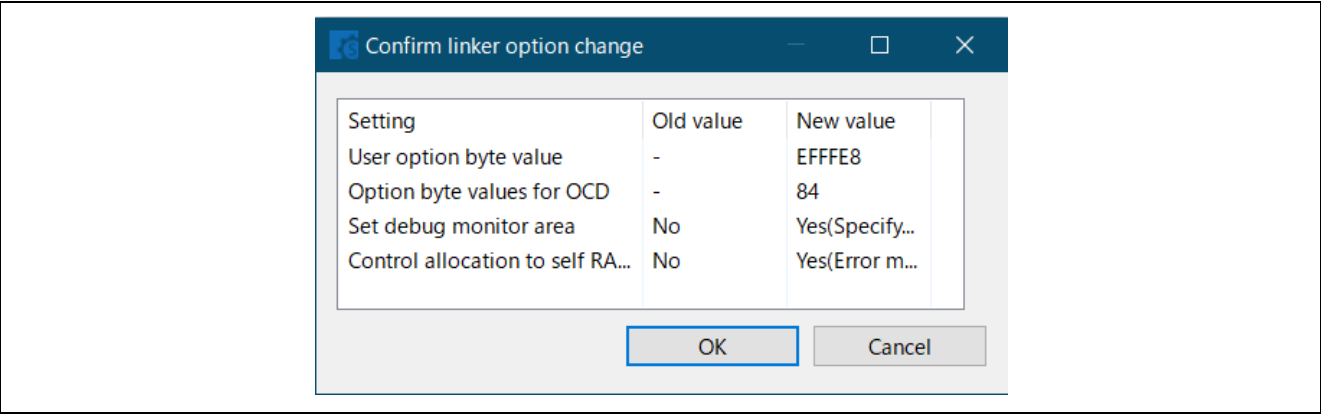 Confirm linker option change
Setting Old value New value
User option byte value - EFFFE8
Option byte values for OCD - 84
Set debug monitor area No Yes(Specify...
Control allocation to self RA... No Yes(Error m...
OK Cancel